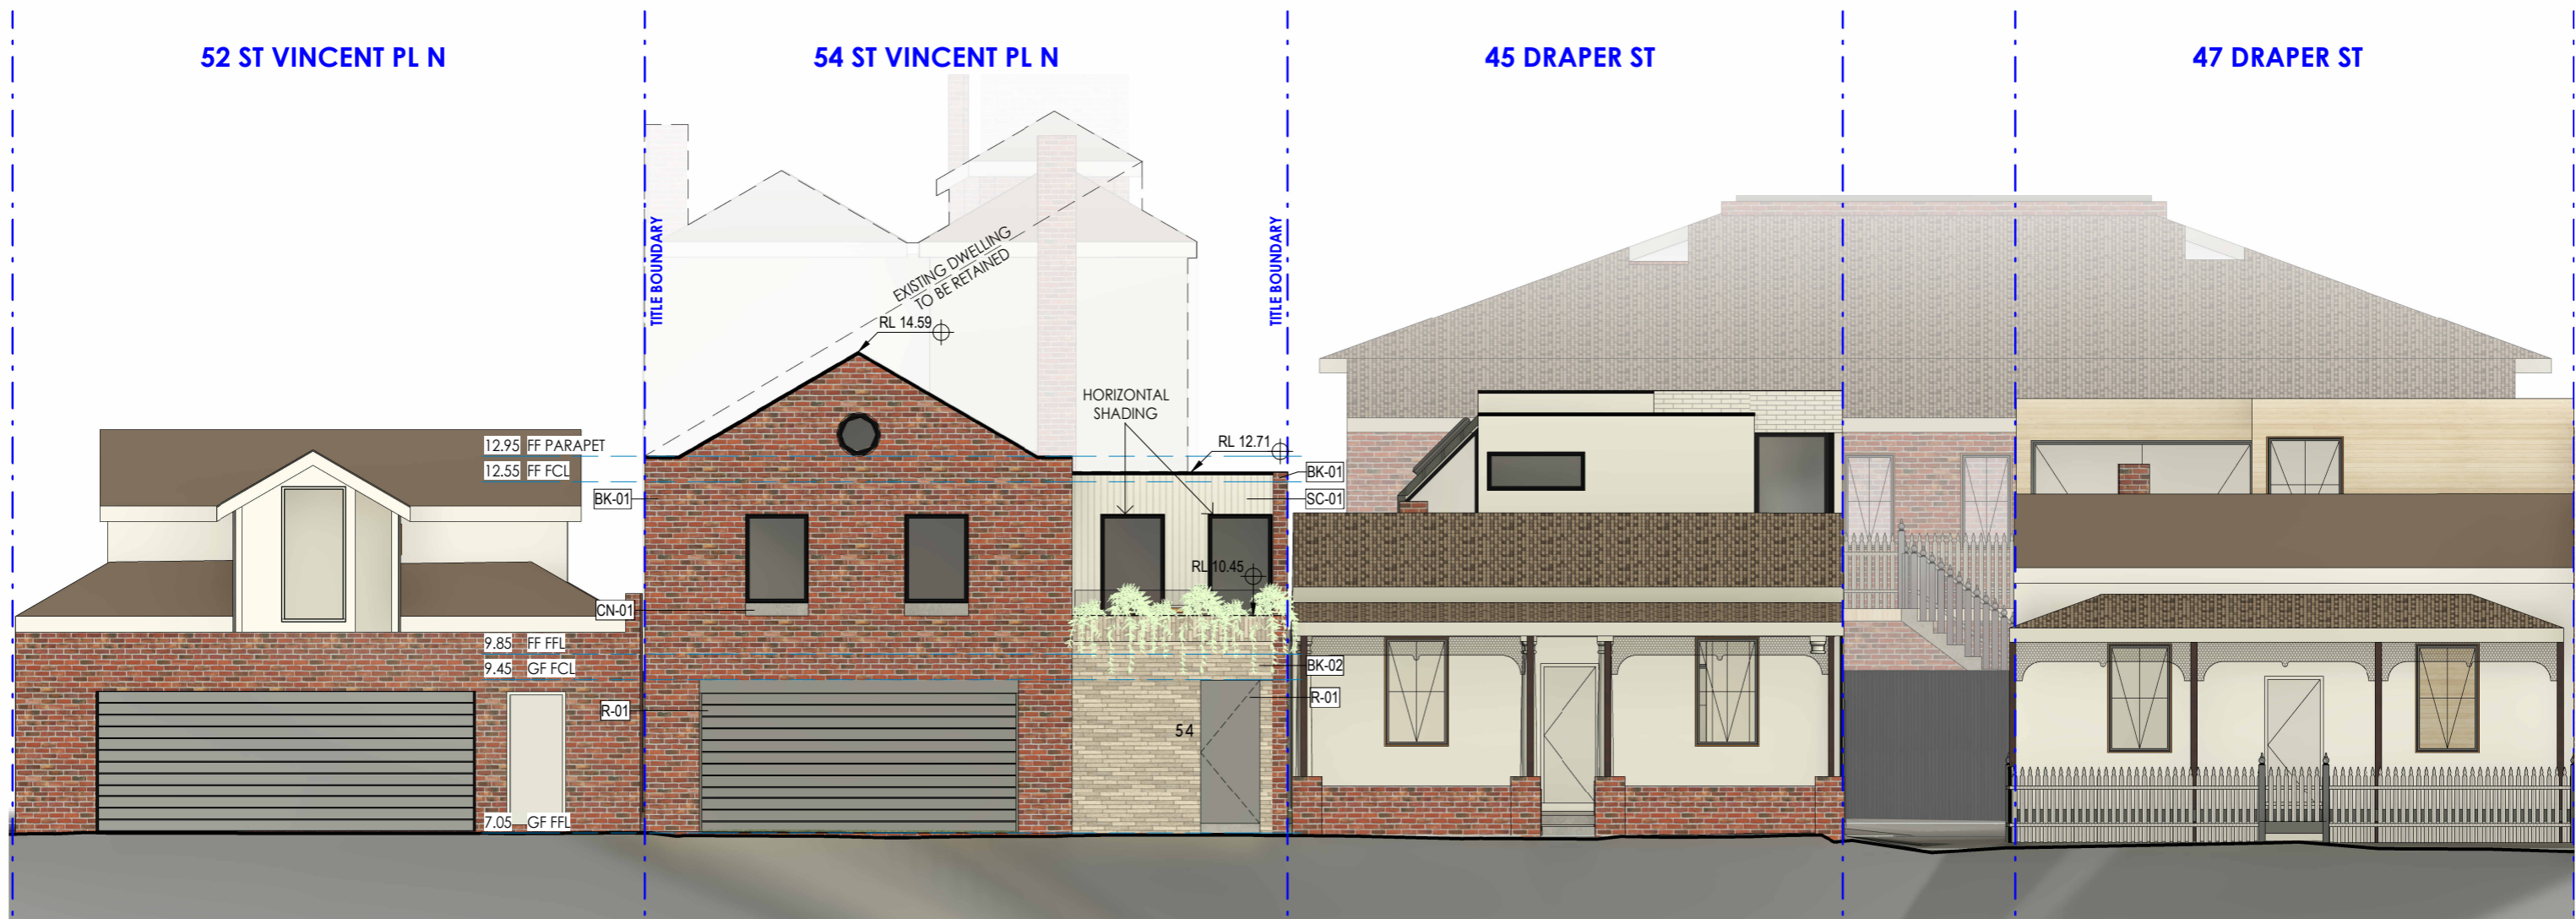 52 ST VINCENT PL N
54 ST VINCENT PL N
45 DRAPER ST
47 DRAPER ST
TITLE BOUNDARY
EXISTING DWELLING
TO BE RETAINED
TITLE BOUNDARY
RL 14.59
HORIZONTAL
SHADING
RL 12.71
12.95 FF PARAPET
12.55 FF FCL
BK-01
BK-01
SC-01
RL 10.45
CN-01
9.85 FF FFL
9.45 GF FCL
BK-02
R-01
R-01
54
7.05 GF FFL